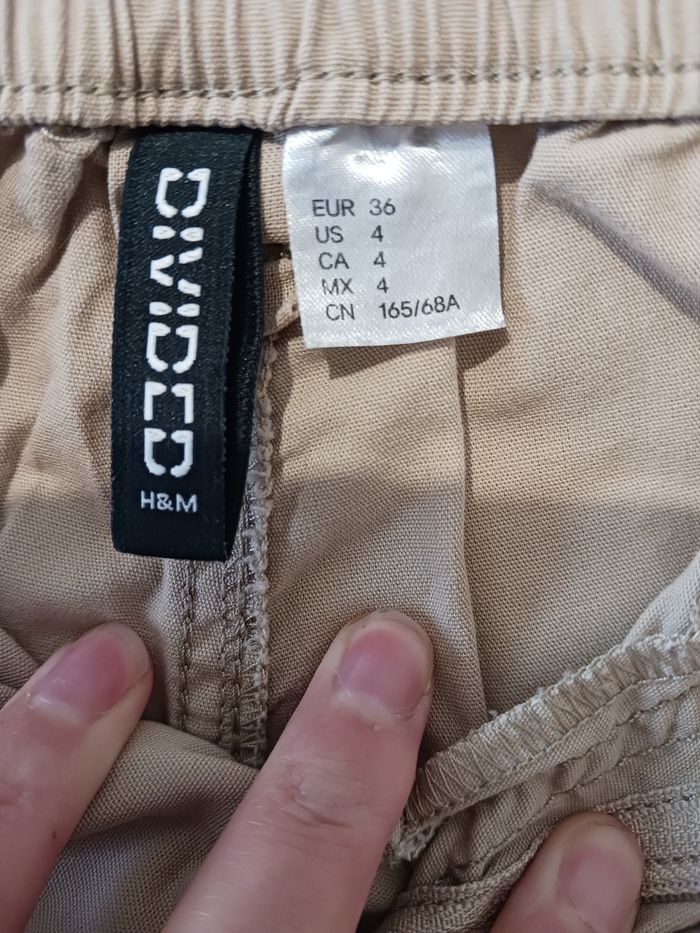 DIVIDED
H&M
EUR 36
US 4
CA 4
MX 4
CN 165/68A